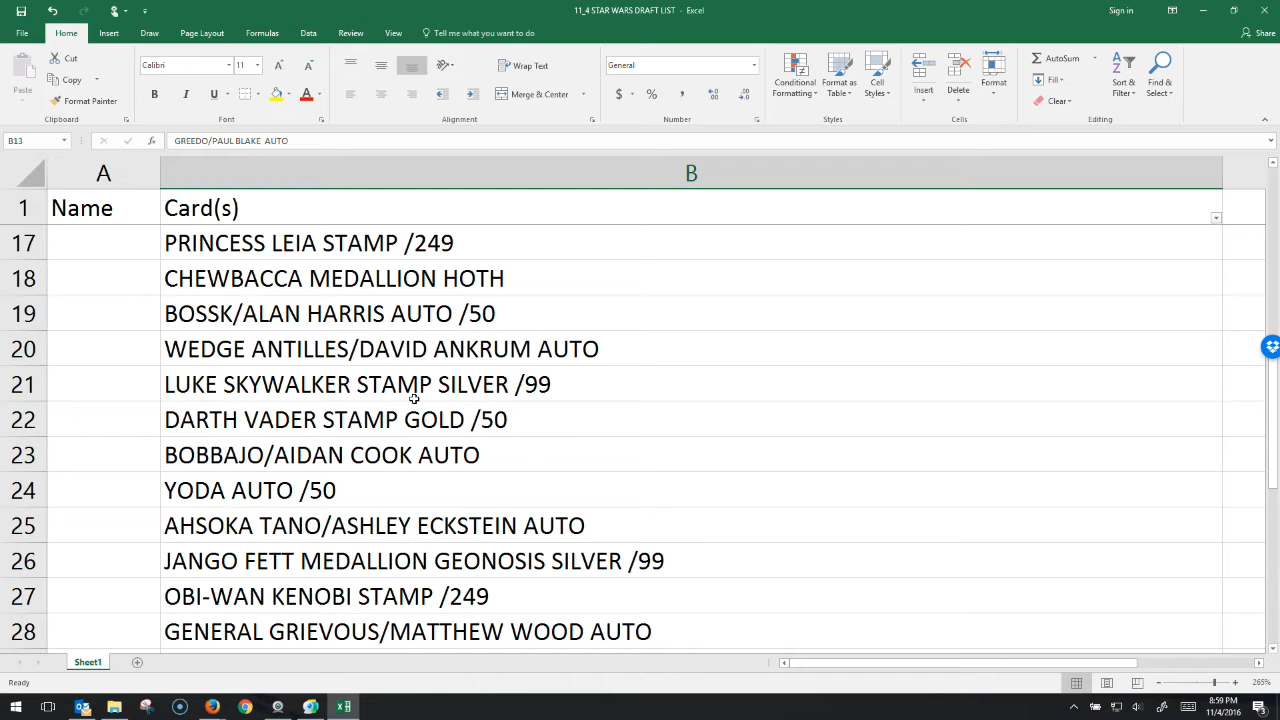 11_4 STAR WARS DRAFT LIST - Excel
Sign in
File Home Insert Draw Page Layout Formulas Data Review View Tell me what you want to do Share
Paste
Cut
Copy
Format Painter
Clipboard
Calibri 11
B I U
Font
Wrap Text
Merge & Center
Alignment
General
$ % ,
Number
Conditional Formatting
Format as Table
Cell Styles
Styles
Insert
Delete
Format
Cells
AutoSum
Fill
Clear
Sort & Filter
Find & Select
Editing
B13 fx GREEDO/PAUL BLAKE AUTO
A B
1 Name Card(s)
17 PRINCESS LEIA STAMP /249
18 CHEWBACCA MEDALLION HOTH
19 BOSSK/ALAN HARRIS AUTO /50
20 WEDGE ANTILLES/DAVID ANKRUM AUTO
21 LUKE SKYWALKER STAMP SILVER /99
22 DARTH VADER STAMP GOLD /50
23 BOBBAJO/AIDAN COOK AUTO
24 YODA AUTO /50
25 AHSOKA TANO/ASHLEY ECKSTEIN AUTO
26 JANGO FETT MEDALLION GEONOSIS SILVER /99
27 OBI-WAN KENOBI STAMP /249
28 GENERAL GRIEVOUS/MATTHEW WOOD AUTO
Sheet1
Ready
265%
8:59 PM
11/4/2016